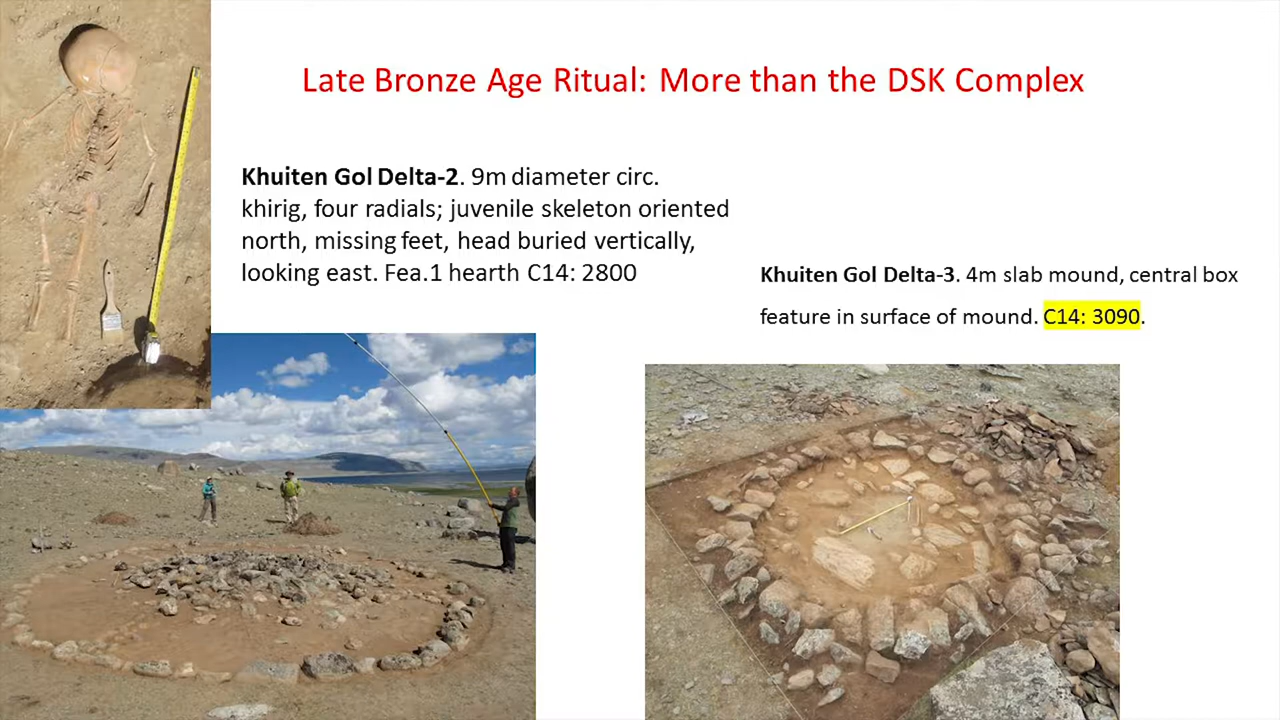 Late Bronze Age Ritual: More than the DSK Complex
Khuiten Gol Delta-2. 9m diameter circ.
khirig, four radials; juvenile skeleton oriented
north, missing feet, head buried vertically,
looking east. Fea.1 hearth C14: 2800
Khuiten Gol Delta-3. 4m slab mound, central box
feature in surface of mound. C14: 3090.